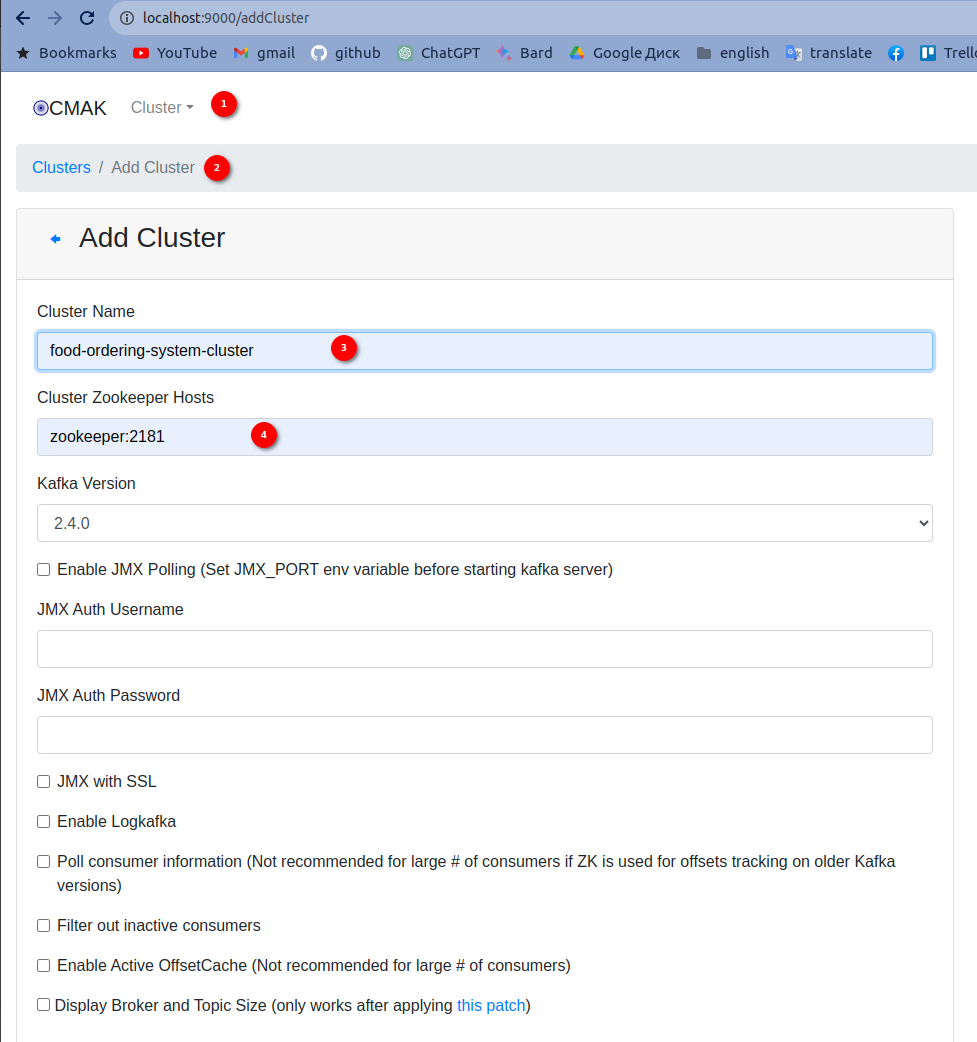 localhost:9000/addCluster
Bookmarks YouTube gmail github ChatGPT Bard Google Диск english translate Trello
CMAK Cluster 1
Clusters / Add Cluster 2
Add Cluster
Cluster Name
food-ordering-system-cluster 3
Cluster Zookeeper Hosts
zookeeper:2181 4
Kafka Version
2.4.0
Enable JMX Polling (Set JMX_PORT env variable before starting kafka server)
JMX Auth Username
JMX Auth Password
JMX with SSL
Enable Logkafka
Poll consumer information (Not recommended for large # of consumers if ZK is used for offsets tracking on older Kafka
versions)
Filter out inactive consumers
Enable Active OffsetCache (Not recommended for large # of consumers)
Display Broker and Topic Size (only works after applying this patch)